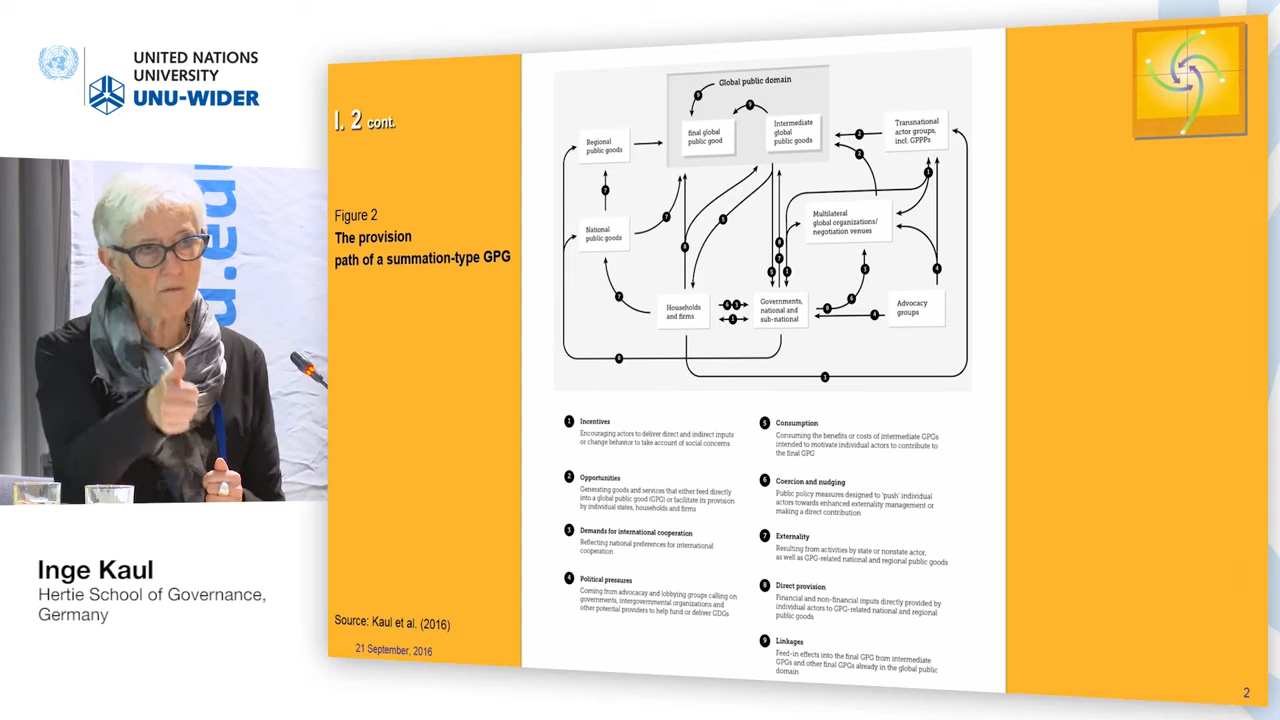 UNITED NATIONS
UNIVERSITY
UNU-WIDER
Inge Kaul
Hertie School of Governance,
Germany
I. 2 cont.
Figure 2
The provision
path of a summation-type GPG
Source: Kaul et al. (2016)
21 September, 2016
Global public domain
final global
public good
Intermediate
global
public goods
Regional
public goods
Transnational
actor groups,
incl. GPPPs
National
public goods
Multilateral
global organizations/
negotiation venues
Households
and firms
Governments,
national and
sub-national
Advocacy
groups
1 Incentives
Encouraging actors to deliver direct and indirect inputs
or change behavior to take account of social concerns
2 Opportunities
Generating goods and services that either feed directly
into a global public good (GPG) or facilitate its provision
by individual states, households and firms
3 Demands for international cooperation
Reflecting national preferences for international
cooperation
4 Political pressures
Coming from advocacay and lobbying groups calling on
governments, intergovernmental organizations and
other potential providers to help fund or deliver GDGs
5 Consumption
Consuming the benefits or costs of intermediate GPGs
intended to motivate individual actors to contribute to
the final GPG
6 Coercion and nudging
Public policy measures designed to 'push' individual
actors towards enhanced externality management or
making a direct contribution
7 Externality
Resulting from activities by state or nonstate actor,
as well as GPG-related national and regional public goods
8 Direct provision
Financial and non-financial inputs directly provided by
individual actors to GPG-related national and regional
public goods
9 Linkages
Feed-in effects into the final GPG from intermediate
GPGs and other final GPGs already in the global public
domain
2